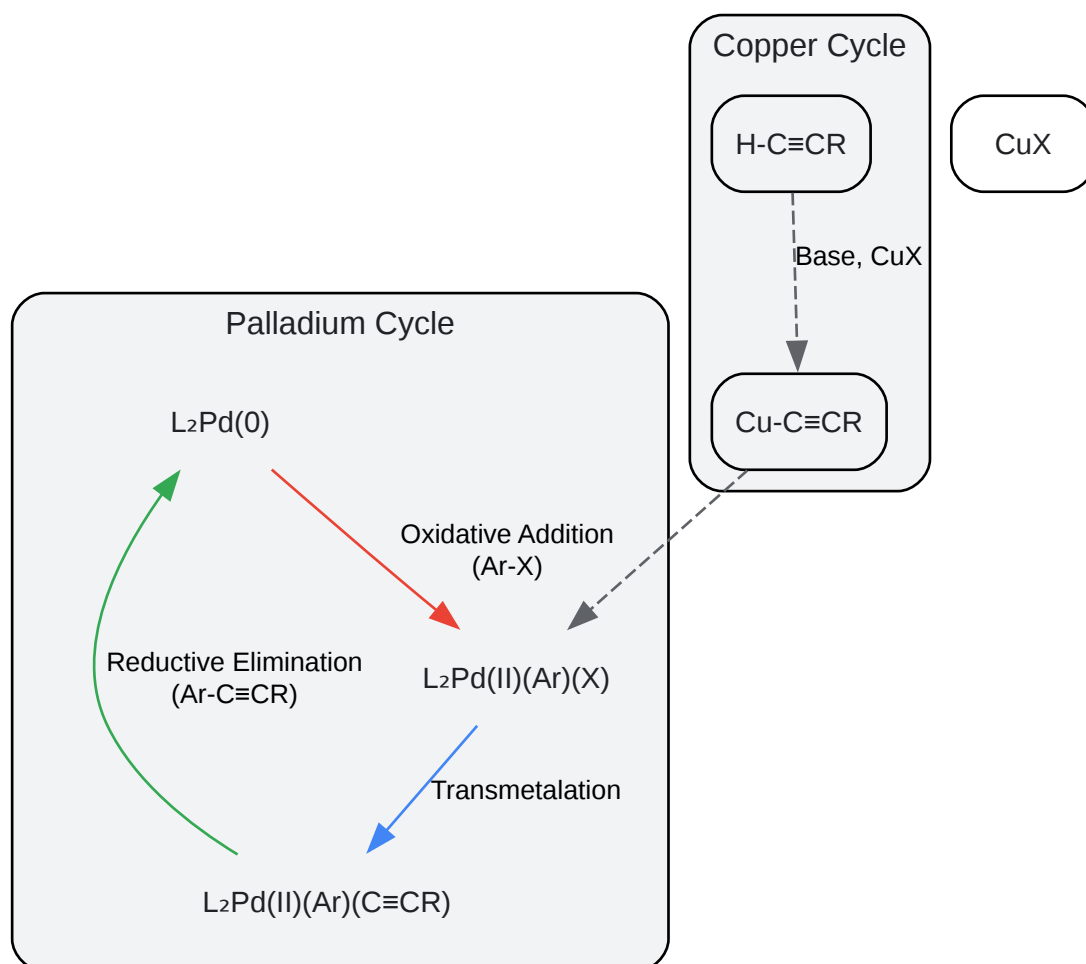 Copper Cycle
H-C≡CR
CuX
Base, CuX
Cu-C≡CR
Palladium Cycle
L₂Pd(0)
Oxidative Addition
(Ar-X)
Reductive Elimination
(Ar-C≡CR)
L₂Pd(II)(Ar)(X)
Transmetalation
L₂Pd(II)(Ar)(C≡CR)